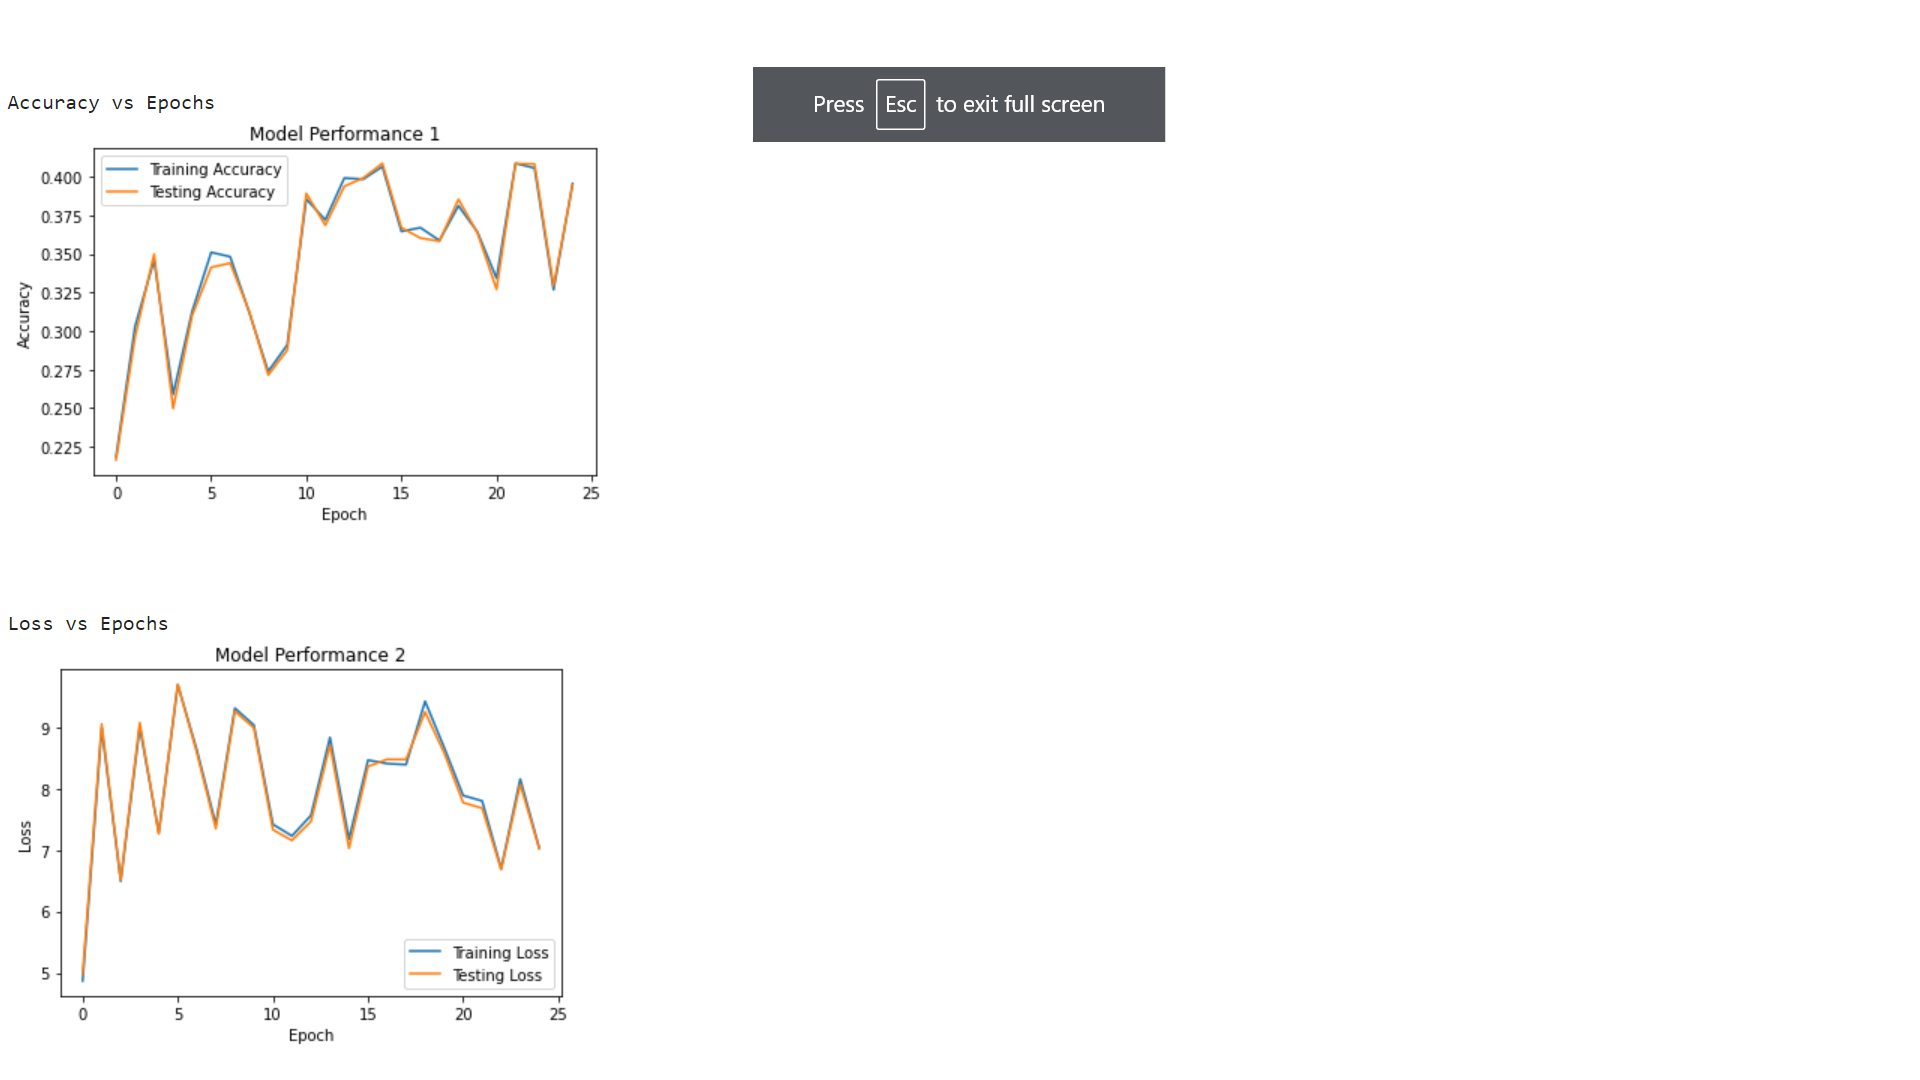 Press Esc to exit full screen
Accuracy vs Epochs
Model Performance 1
Training Accuracy
Testing Accuracy
0.400
0.375
0.350
0.325
0.300
0.275
0.250
0.225
Accuracy
0 5 10 15 20 25
Epoch
Loss vs Epochs
Model Performance 2
9
8
7
6
5
Loss
Training Loss
Testing Loss
0 5 10 15 20 25
Epoch